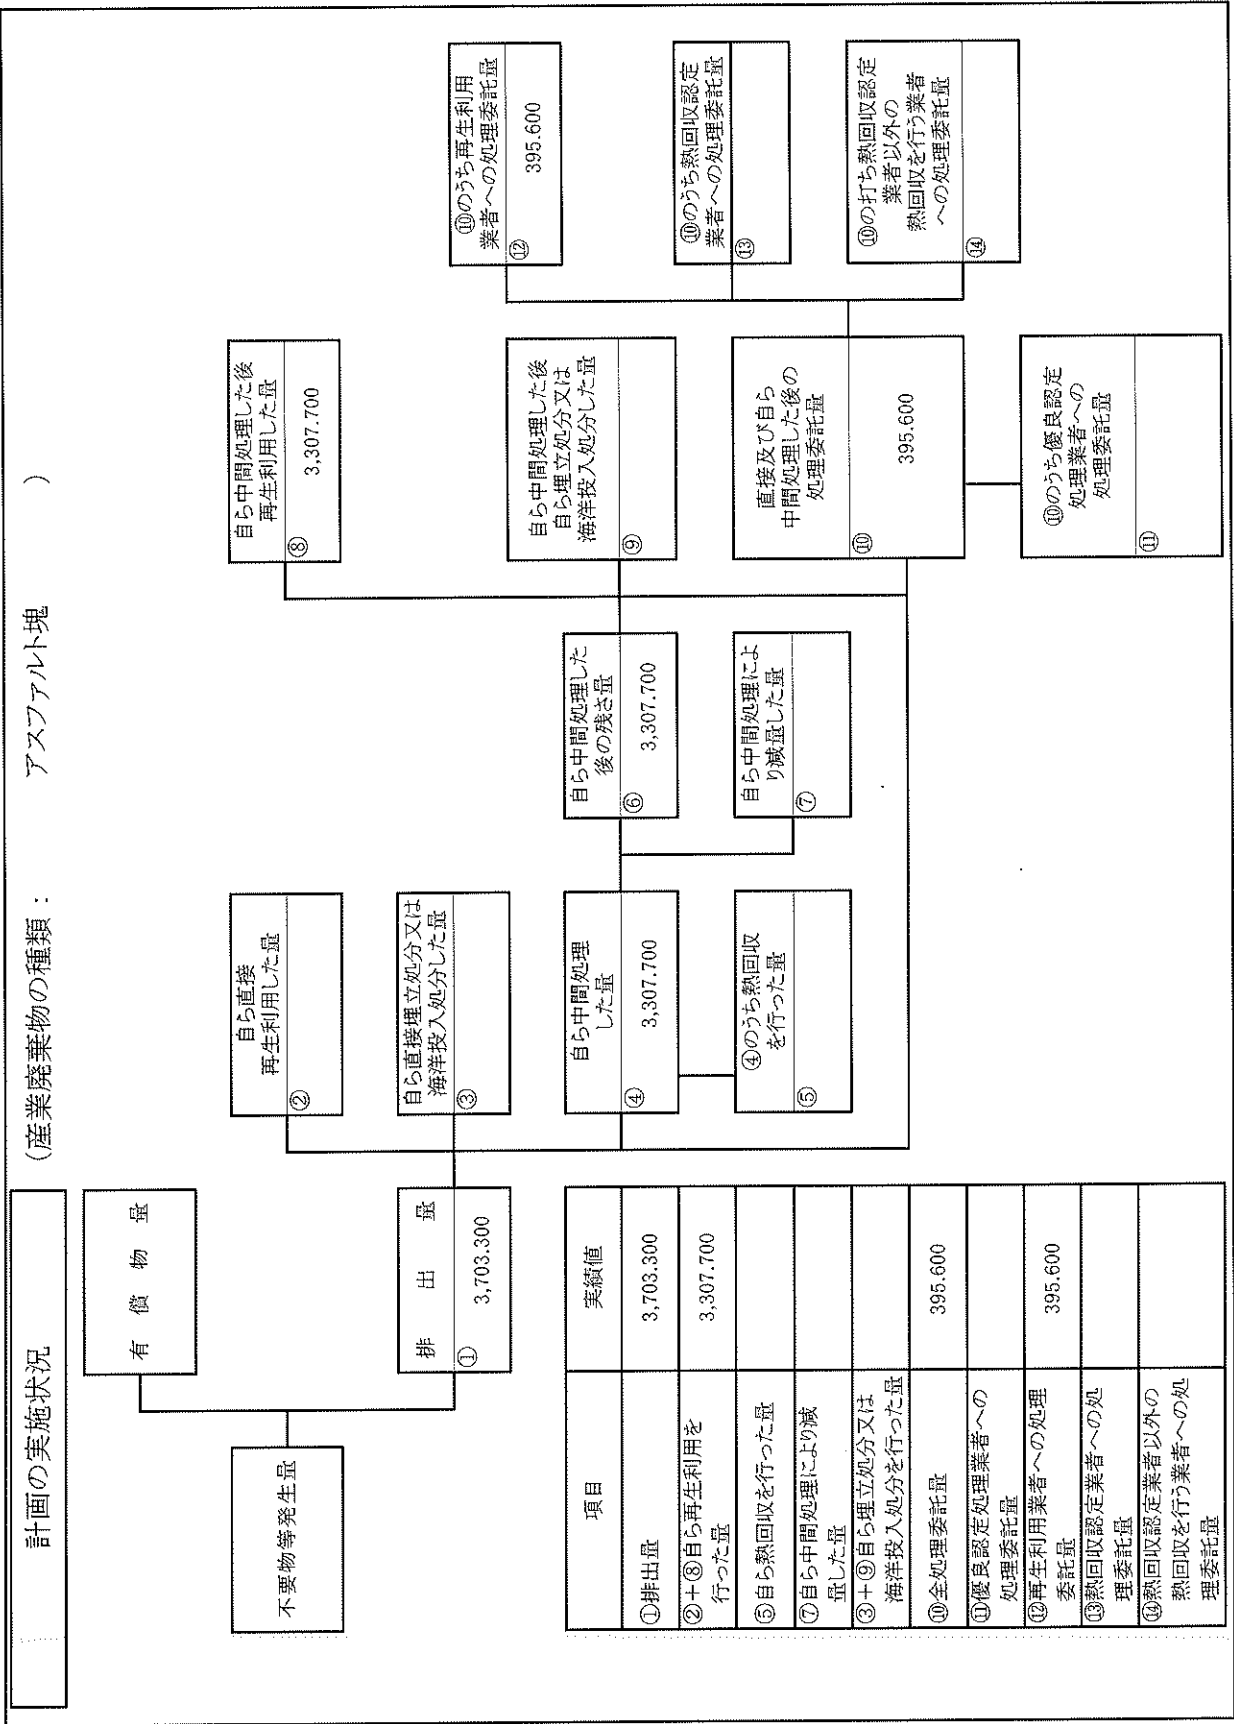 計画の実施状況
(産業廃棄物の種類： アスファルト塊 )
不要物等発生量
有 償 物 量
排 出 量
① 3,703.300
自ら直接
再生利用した量
②
自ら直接埋立処分又は
海洋投入処分した量
③
自ら中間処理
した量
④ 3,307.700
④のうち熱回収
を行った量
⑤
自ら中間処理した
後の残さ量
⑥ 3,307.700
自ら中間処理によ
り減量した量
⑦
自ら中間処理した後
再生利用した量
⑧ 3,307.700
自ら中間処理した後
自ら埋立処分又は
海洋投入処分した量
⑨
直接及び自ら
中間処理した後の
処理委託量
⑩ 395.600
⑩のうち優良認定
処理業者への
処理委託量
⑪
⑩のうち再生利用
業者への処理委託量
⑫ 395.600
⑩のうち熱回収認定
業者への処理委託量
⑬
⑩の打ち熱回収認定
業者以外の
熱回収を行う業者
への処理委託量
⑭
項目 実績値
①排出量 3,703.300
②＋⑧自ら再生利用を
行った量 3,307.700
⑤自ら熱回収を行った量
⑦自ら中間処理により減
量した量
③＋⑨自ら埋立処分又は
海洋投入処分を行った量
⑩全処理委託量 395.600
⑪優良認定処理業者への
処理委託量
⑫再生利用業者への処理
委託量 395.600
⑬熱回収認定業者への処
理委託量
⑭熱回収認定業者以外の
熱回収を行う業者への処
理委託量